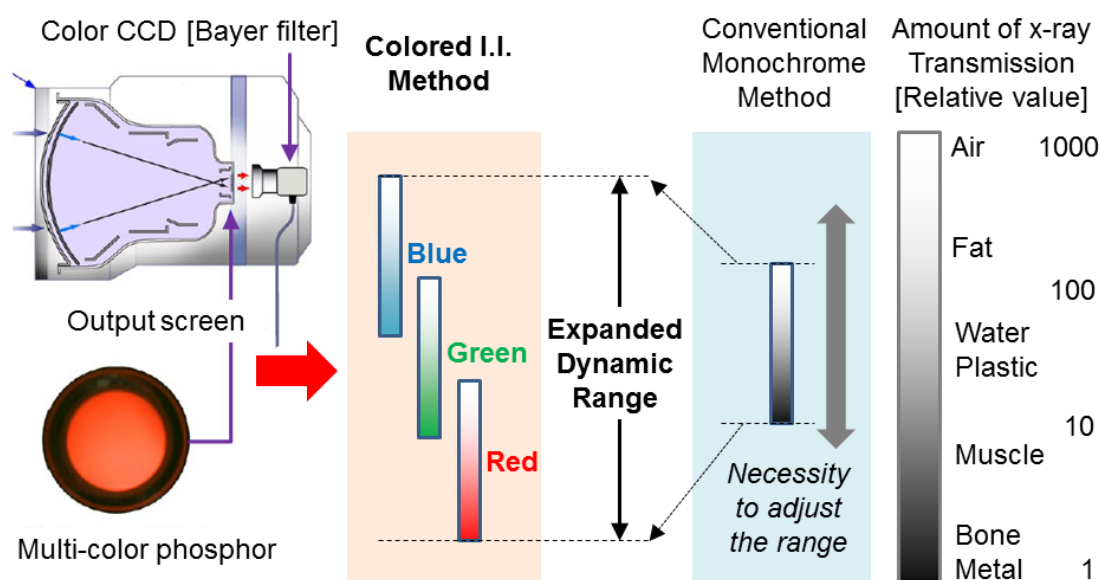 Color CCD [Bayer filter]
Output screen
Multi-color phosphor
Colored I.I.
Method
Blue
Green
Red
Expanded
Dynamic
Range
Conventional
Monochrome
Method
Necessity
to adjust
the range
Amount of x-ray
Transmission
[Relative value]
Air 1000
Fat
100
Water
Plastic
10
Muscle
Bone
Metal 1